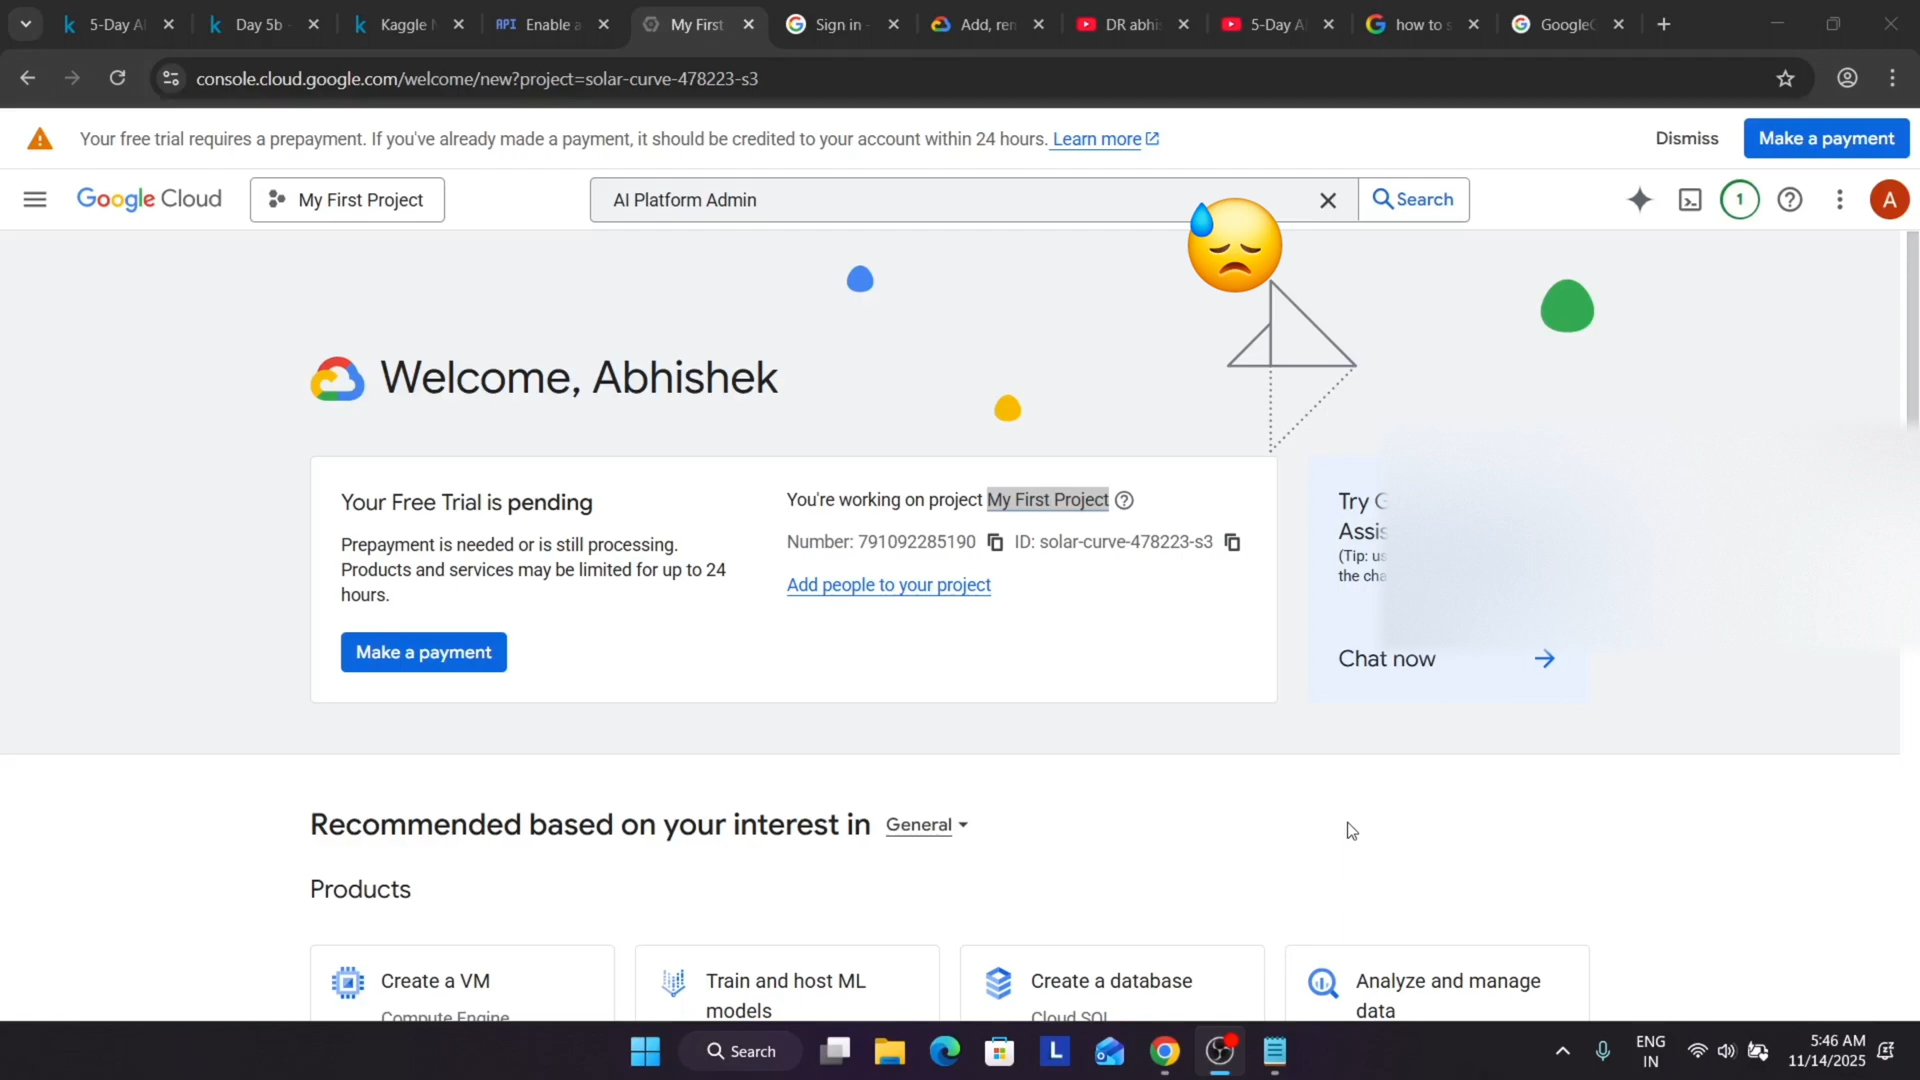 5-Day AI
Day 5b
Kaggle
API Enable a
My First
Sign in -
Add, ren
DR abhis
5-Day A
how to s
Google
console.cloud.google.com/welcome/new?project=solar-curve-478223-s3
Your free trial requires a prepayment. If you've already made a payment, it should be credited to your account within 24 hours. Learn more
Dismiss
Make a payment
Google Cloud
My First Project
AI Platform Admin
Search
1
A
Welcome, Abhishek
Your Free Trial is pending
Prepayment is needed or is still processing.
Products and services may be limited for up to 24
hours.
Make a payment
You're working on project My First Project
Number: 791092285190 ID: solar-curve-478223-s3
Add people to your project
Try G
Assis
(Tip: us
the cha
Chat now
Recommended based on your interest in General
Products
Create a VM
Compute Engine
Train and host ML
models
Create a database
Cloud SQL
Analyze and manage
data
Search
L
ENG
IN
5:46 AM
11/14/2025